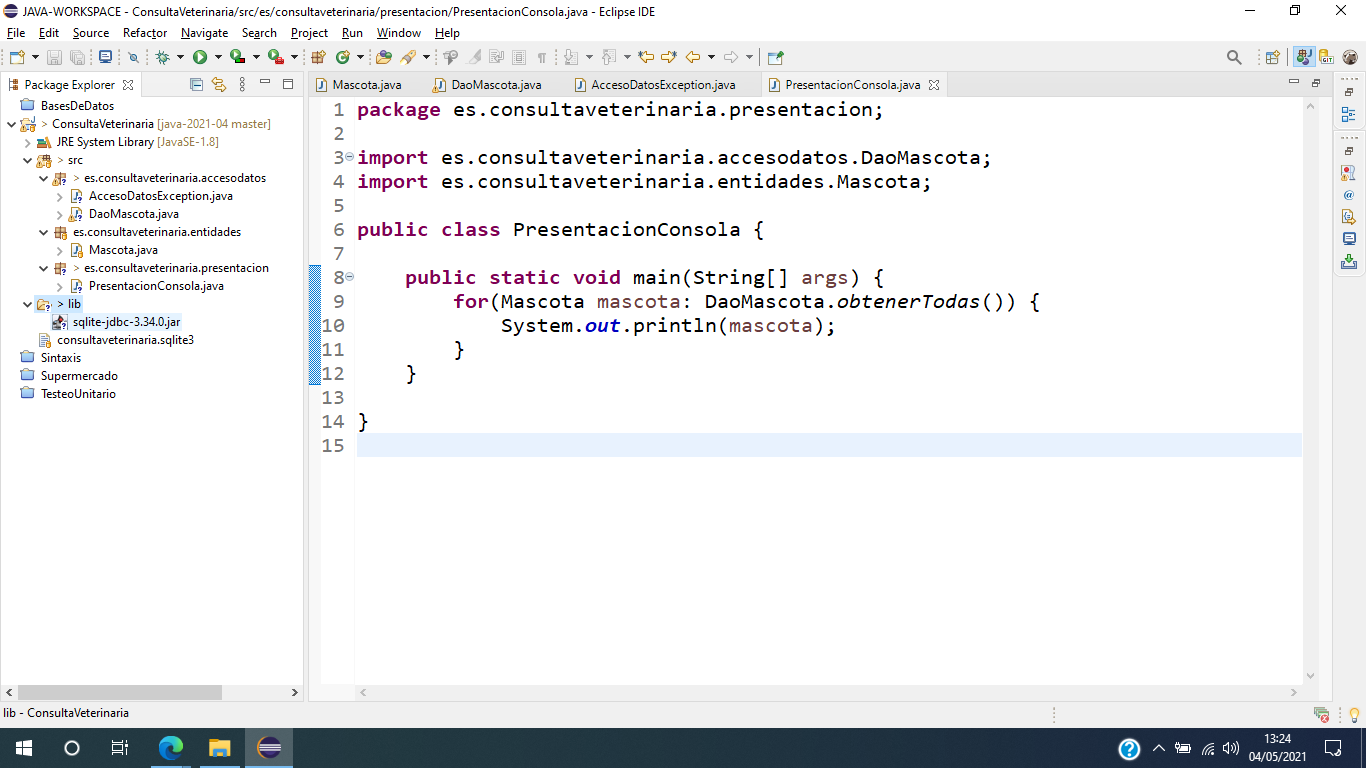 JAVA-WORKSPACE - ConsultaVeterinaria/src/es/consultaveterinaria/presentacion/PresentacionConsola.java - Eclipse IDE
File Edit Source Refactor Navigate Search Project Run Window Help
Package Explorer
Mascota.java DaoMascota.java AccesoDatosException.java PresentacionConsola.java
BasesDeDatos
> ConsultaVeterinaria [java-2021-04 master]
JRE System Library [JavaSE-1.8]
> src
> es.consultaveterinaria.accesodatos
AccesoDatosException.java
DaoMascota.java
es.consultaveterinaria.entidades
Mascota.java
> es.consultaveterinaria.presentacion
PresentacionConsola.java
> lib
sqlite-jdbc-3.34.0.jar
consultaveterinaria.sqlite3
Sintaxis
Supermercado
TesteoUnitario
1 package es.consultaveterinaria.presentacion;
2
3 import es.consultaveterinaria.accesodatos.DaoMascota;
4 import es.consultaveterinaria.entidades.Mascota;
5
6 public class PresentacionConsola {
7
8 public static void main(String[] args) {
9 for(Mascota mascota: DaoMascota.obtenerTodas()) {
10 System.out.println(mascota);
11 }
12 }
13
14 }
15
lib - ConsultaVeterinaria
13:24
04/05/2021